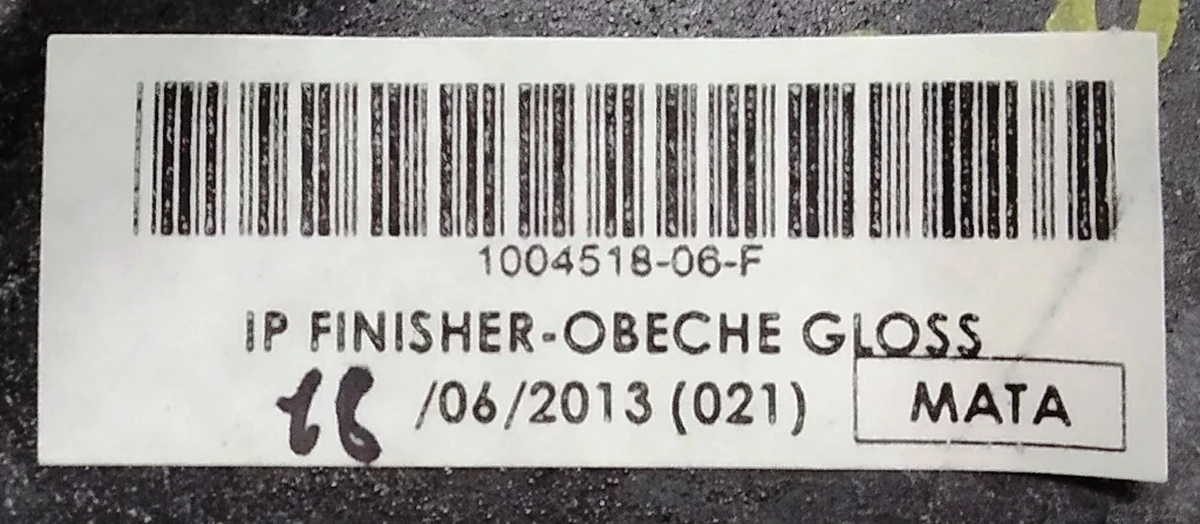 1004518-06-F
IP FINISHER-OBECHE GLOSS
/06/2013 (021) MATA